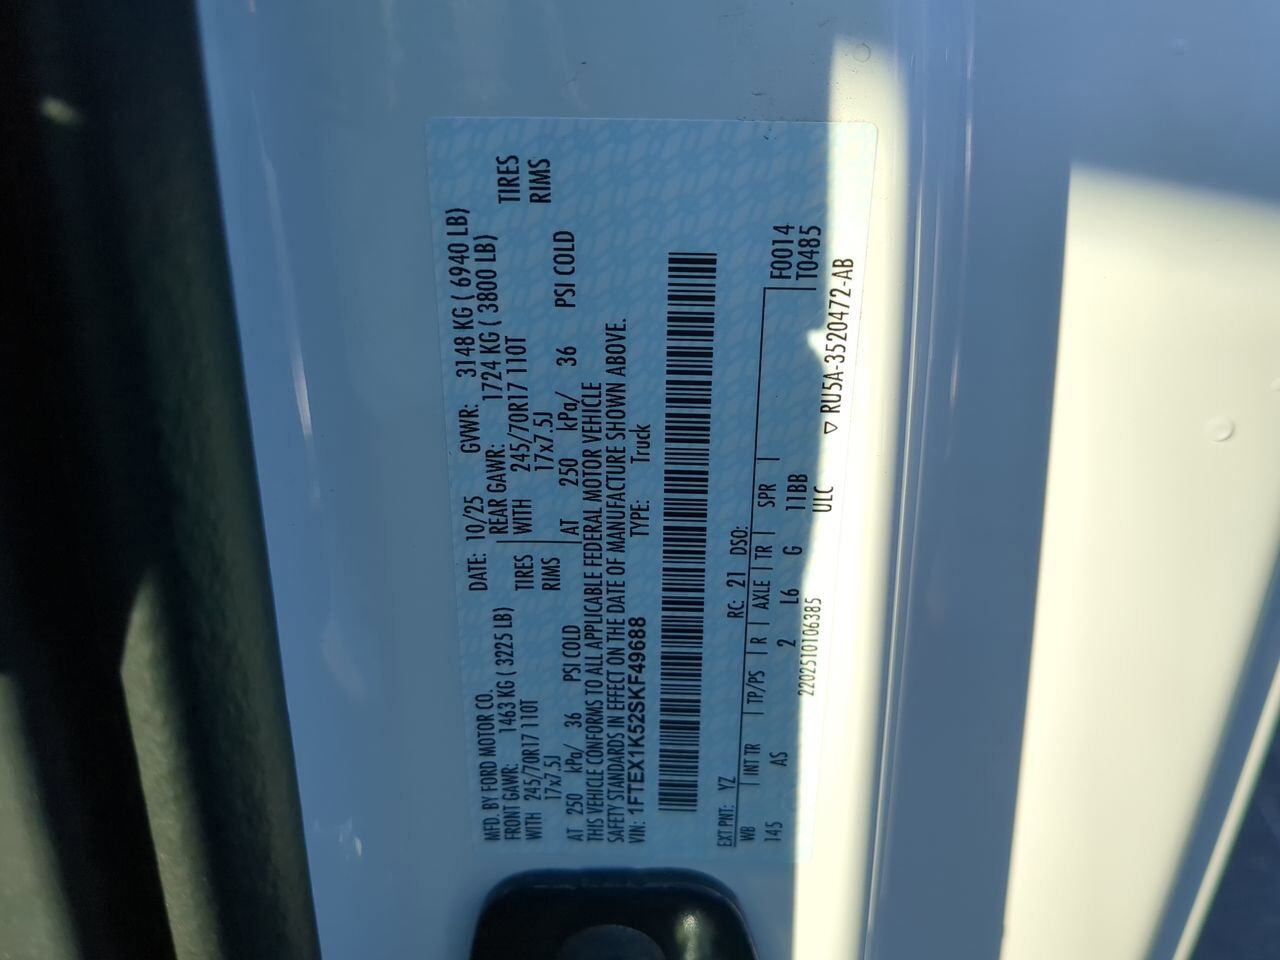 MFD. BY FORD MOTOR CO.
DATE: 10/25 GVWR: 3148 KG ( 6940 LB)
FRONT GAWR: 1463 KG ( 3225 LB) REAR GAWR: 1724 KG ( 3800 LB)
WITH 245/70R17 110T TIRES WITH 245/70R17 110T TIRES
17x7.5J RIMS 17x7.5J RIMS
AT 250 kPa/ 36 PSI COLD AT 250 kPa/ 36 PSI COLD
THIS VEHICLE CONFORMS TO ALL APPLICABLE FEDERAL MOTOR VEHICLE
SAFETY STANDARDS IN EFFECT ON THE DATE OF MANUFACTURE SHOWN ABOVE.
VIN: 1FTEX1K52SKF49688 TYPE: Truck
EXT PNT: YZ RC: 21 DSO:
WB INT TR TP/PS R AXLE TR SPR F0014
145 AS 2 L6 G 11BB T0485
2202510106385 ULC ▽ RU5A-3520472-AB